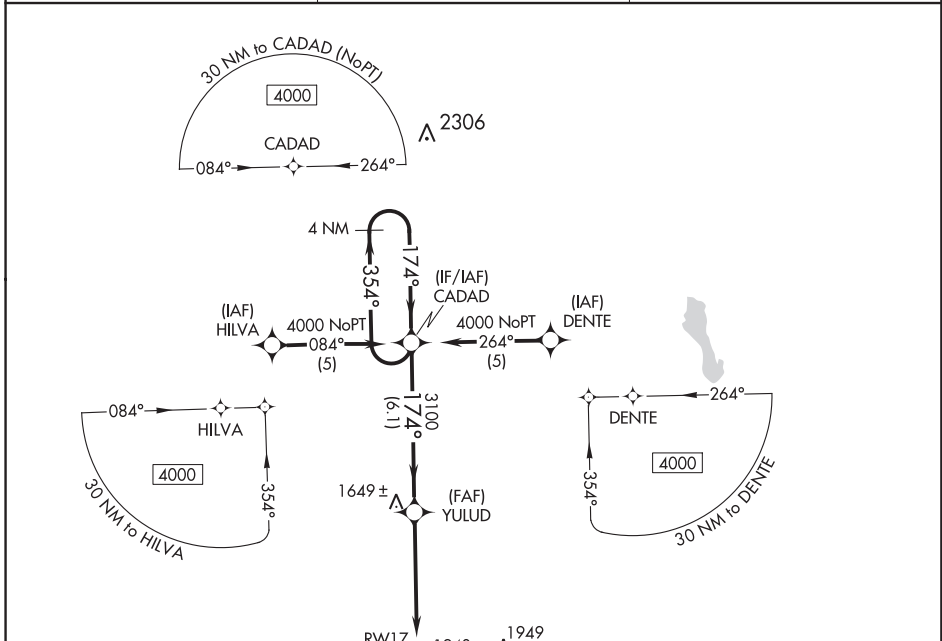 30 NM to CADAD (NoPT)
4000
2306
CADAD
084°
264°
4 NM
354°
174°
(IF/IAF)
CADAD
(IAF)
HILVA
4000 NoPT
084°
(5)
4000 NoPT
264°
(5)
(IAF)
DENTE
3100
174°
(6.1)
084°
HILVA
4000
354°
30 NM to HILVA
264°
DENTE
4000
354°
30 NM to DENTE
1649 ±
(FAF)
YULUD
RW17
1949